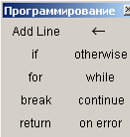 Программирование ×
Add Line ←
if otherwise
for while
break continue
return on error